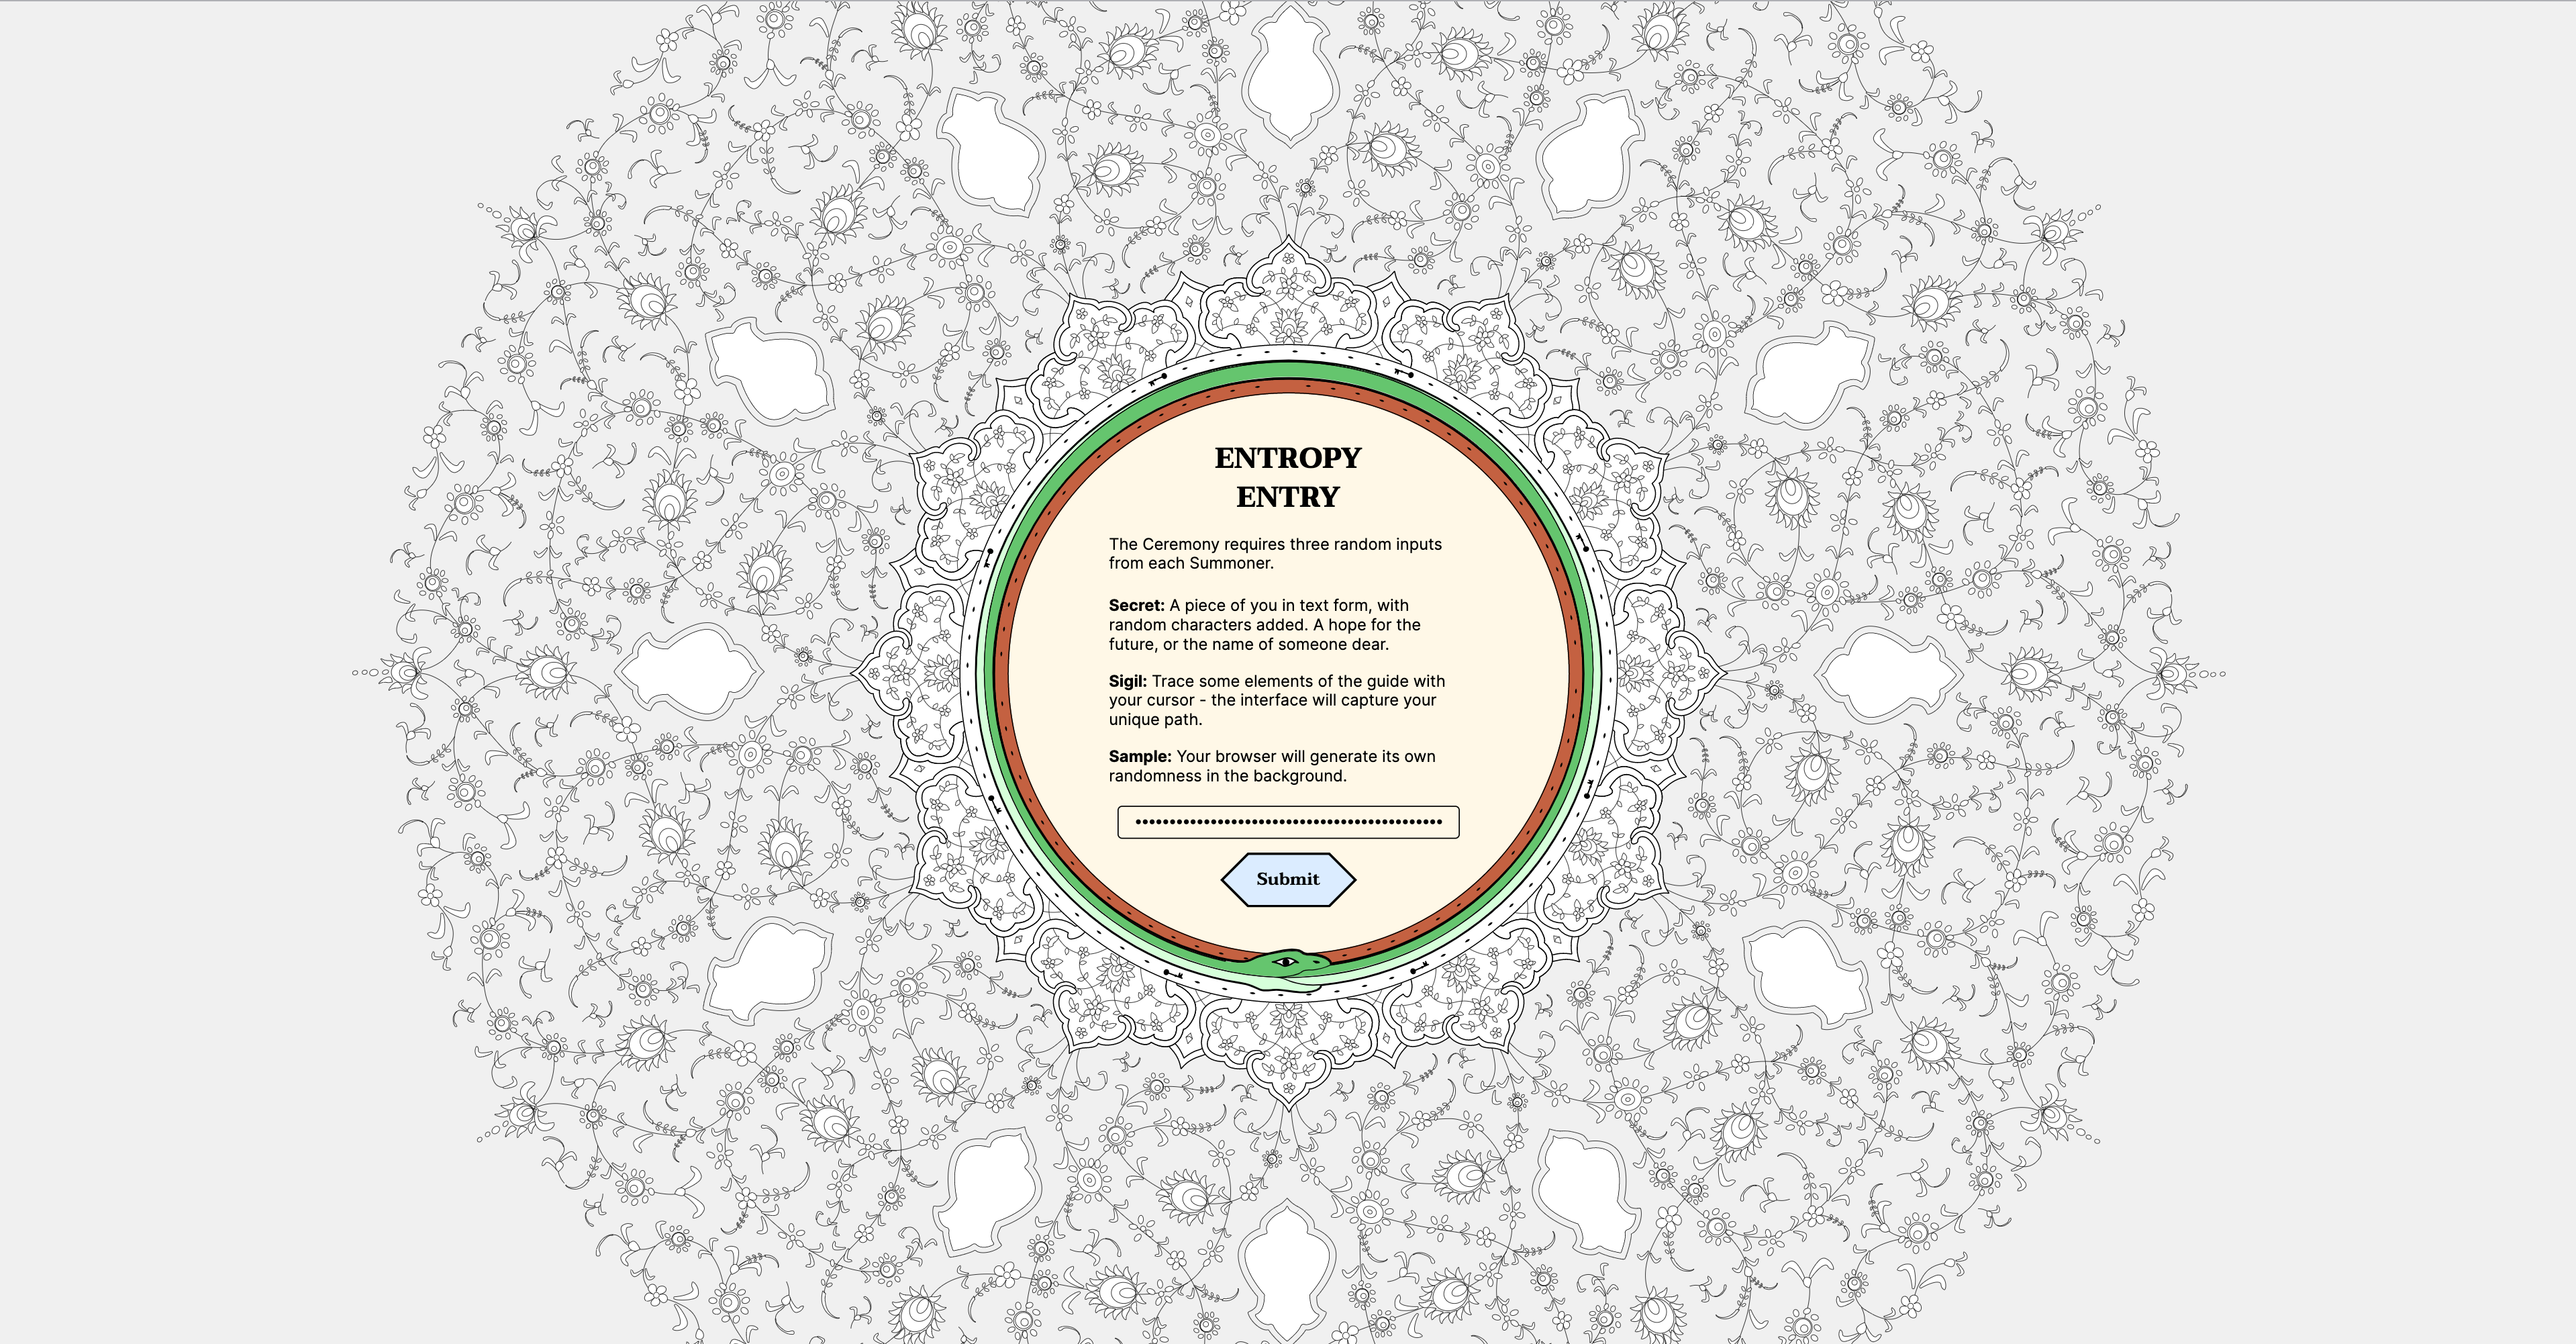 ENTROPY
ENTRY
The Ceremony requires three random inputs
from each Summoner.
Secret: A piece of you in text form, with
random characters added. A hope for the
future, or the name of someone dear.
Sigil: Trace some elements of the guide with
your cursor - the interface will capture your
unique path.
Sample: Your browser will generate its own
randomness in the background.
Submit